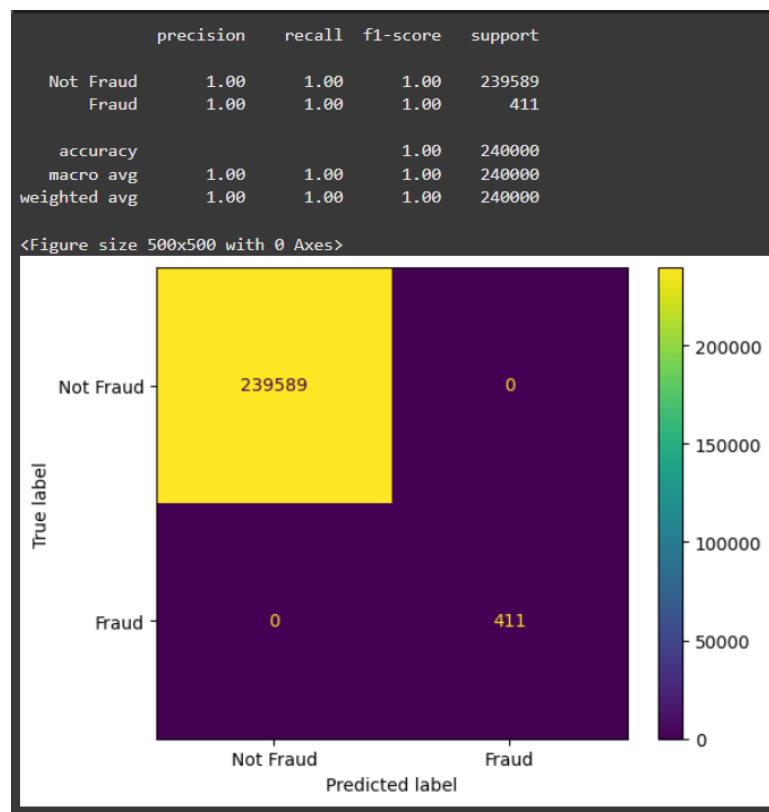 precision recall f1-score support
Not Fraud 1.00 1.00 1.00 239589
Fraud 1.00 1.00 1.00 411
accuracy 1.00 240000
macro avg 1.00 1.00 1.00 240000
weighted avg 1.00 1.00 1.00 240000
<Figure size 500x500 with 0 Axes>
200000
Not Fraud 239589 0
150000
True label
100000
Fraud 0 411
50000
0
Not Fraud Fraud
Predicted label